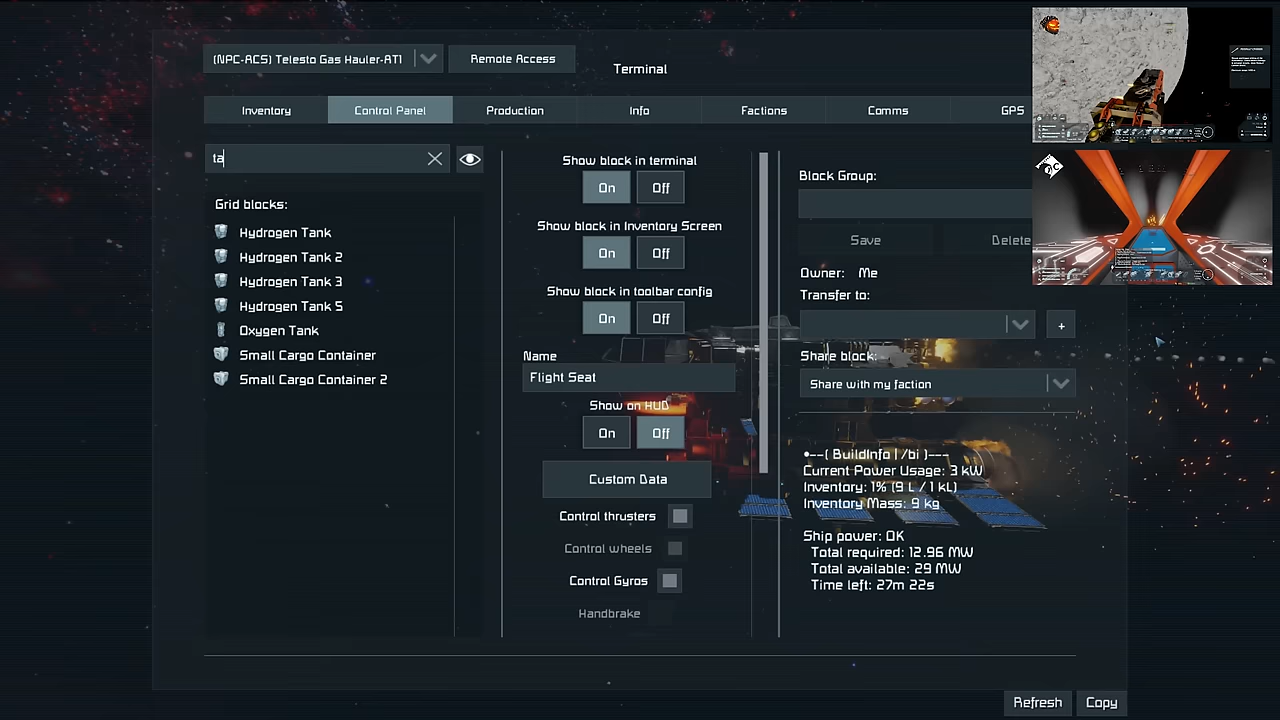 [NPC-ACS] Telesto Gas Hauler-AT1
Remote Access
Terminal
Inventory
Control Panel
Production
Info
Factions
Comms
GPS
ta
Grid blocks:
Hydrogen Tank
Hydrogen Tank 2
Hydrogen Tank 3
Hydrogen Tank 5
Oxygen Tank
Small Cargo Container
Small Cargo Container 2
Show block in terminal
On Off
Show block in Inventory Screen
On Off
Show block in toolbar config
On Off
Name
Flight Seat
Show on HUD
On Off
Custom Data
Control thrusters
Control wheels
Control Gyros
Handbrake
Block Group:
Save
Delete
Owner: Me
Transfer to:
+
Share block:
Share with my faction
•--( BuildInfo | /bi )---
Current Power Usage: 3 kW
Inventory: 1% (9 L / 1 kL)
Inventory Mass: 9 kg
Ship power: OK
Total required: 12.96 MW
Total available: 29 MW
Time left: 27m 22s
Refresh
Copy